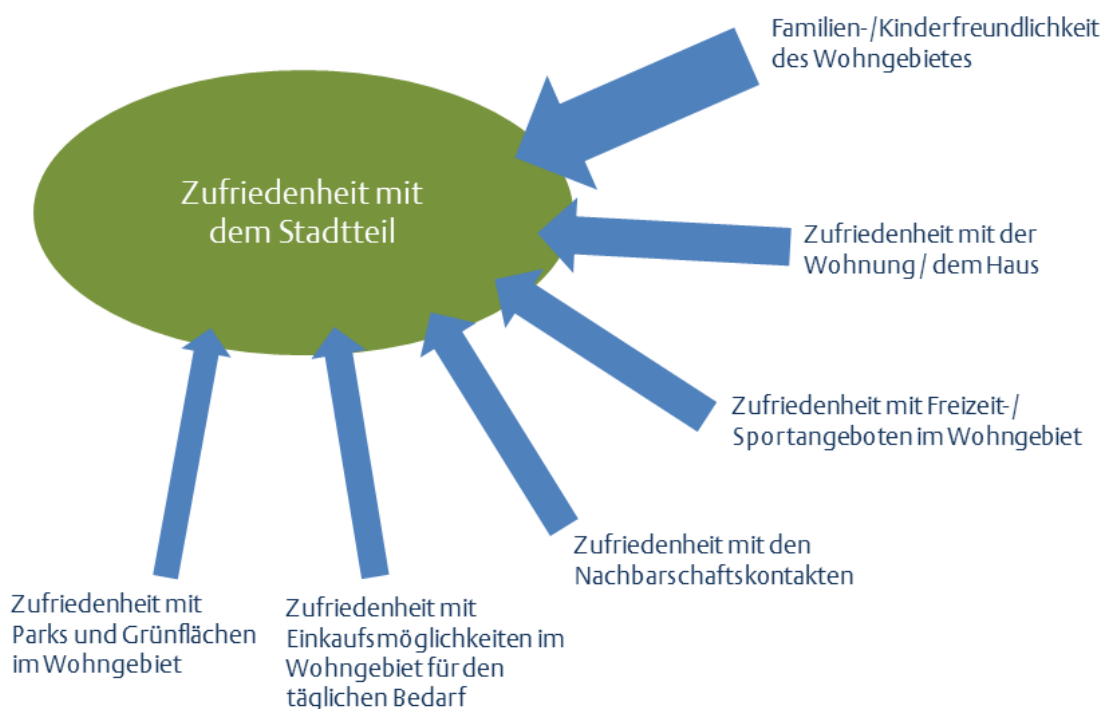 Familien-/Kinderfreundlichkeit
des Wohngebietes
Zufriedenheit mit
dem Stadtteil
Zufriedenheit mit der
Wohnung / dem Haus
Zufriedenheit mit Freizeit-/
Sportangeboten im Wohngebiet
Zufriedenheit mit den
Nachbarschaftskontakten
Zufriedenheit mit
Parks und Grünflächen
im Wohngebiet
Zufriedenheit mit
Einkaufsmöglichkeiten im
Wohngebiet für den
täglichen Bedarf